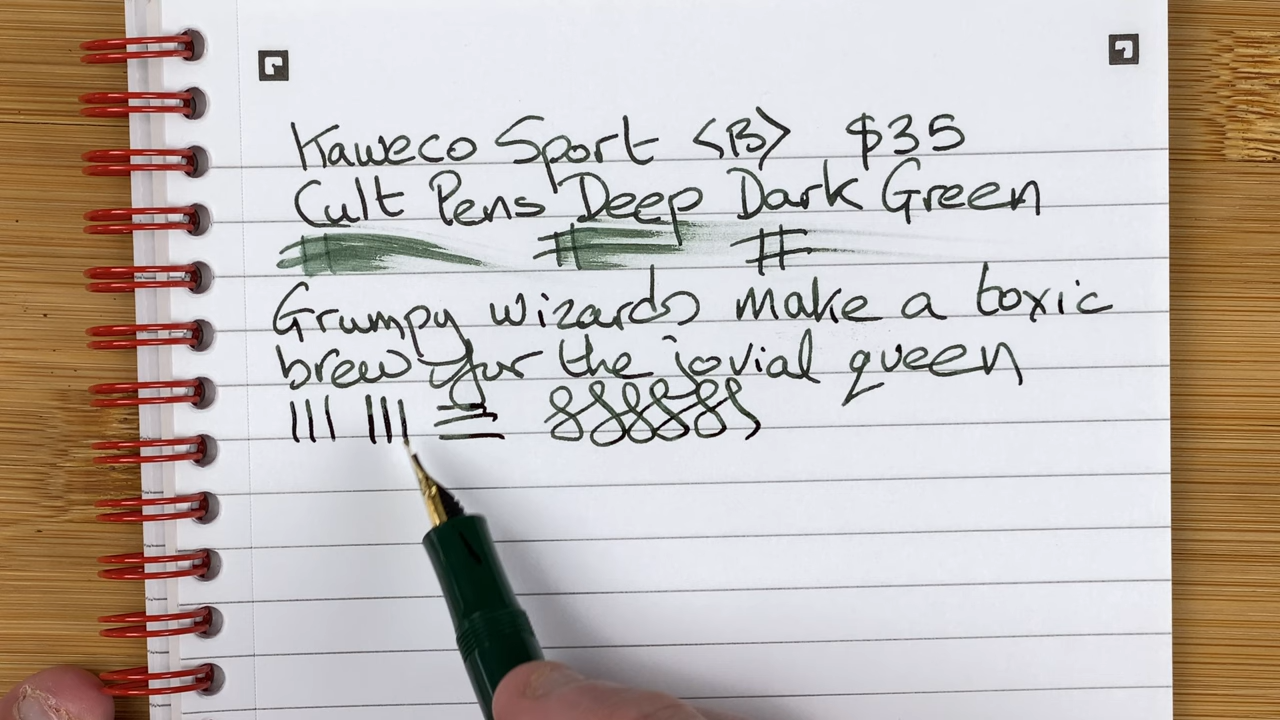 Kaweco Sport <B> $35
Cult Pens Deep Dark Green
Grumpy wizards make a toxic
brew for the jovial queen